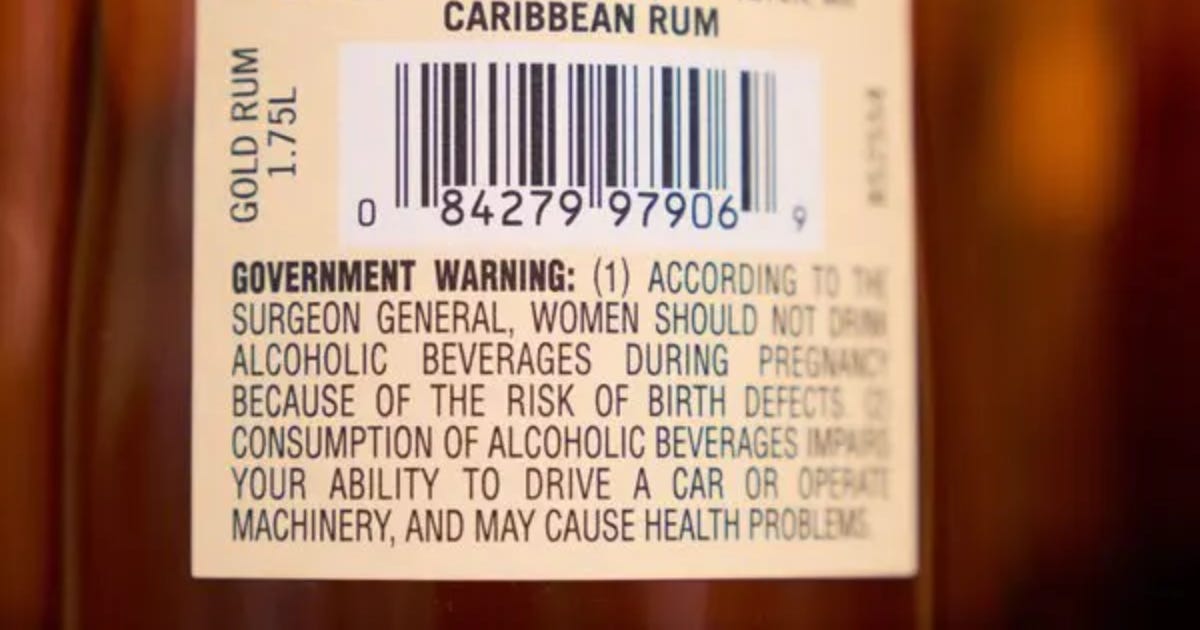 CARIBBEAN RUM
GOLD RUM
1.75L
0 84279 97906 9
GOVERNMENT WARNING: (1) ACCORDING TO THE
SURGEON GENERAL, WOMEN SHOULD NOT DRINK
ALCOHOLIC BEVERAGES DURING PREGNANCY
BECAUSE OF THE RISK OF BIRTH DEFECTS. (2)
CONSUMPTION OF ALCOHOLIC BEVERAGES IMPAIRS
YOUR ABILITY TO DRIVE A CAR OR OPERATE
MACHINERY, AND MAY CAUSE HEALTH PROBLEMS.